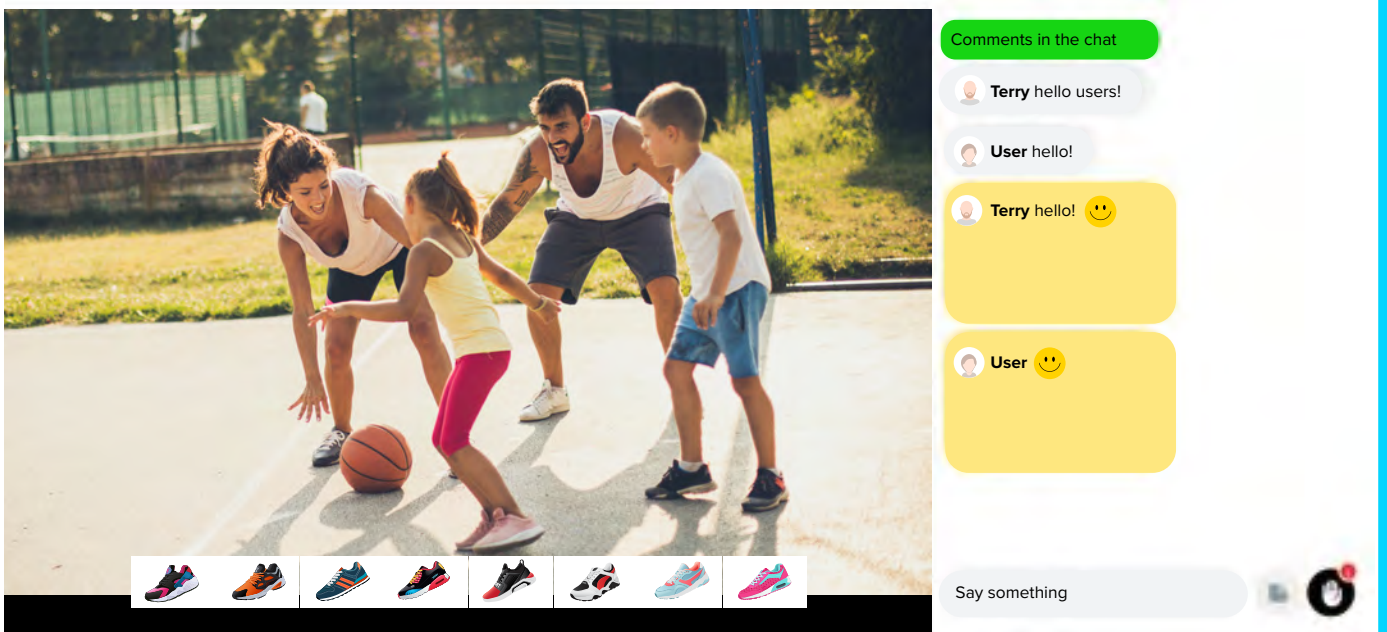 Comments in the chat
Terry hello users!
User hello!
Terry hello!
User
Say something